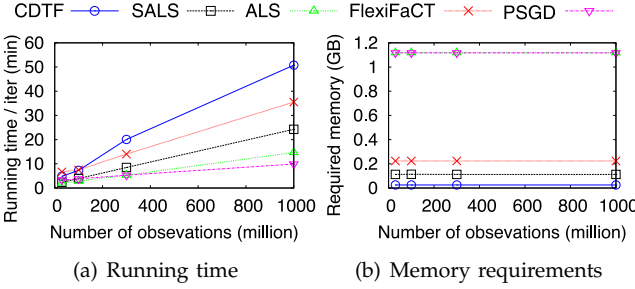 CDTF SALS ALS FlexiFaCT PSGD
Running time / iter (min)
60
50
40
30
20
10
0
0 200 400 600 800 1000
Number of obsevations (million)
(a) Running time
Required memory (GB)
1.2
1
0.8
0.6
0.4
0.2
0
0 200 400 600 800 1000
Number of obsevations (million)
(b) Memory requirements